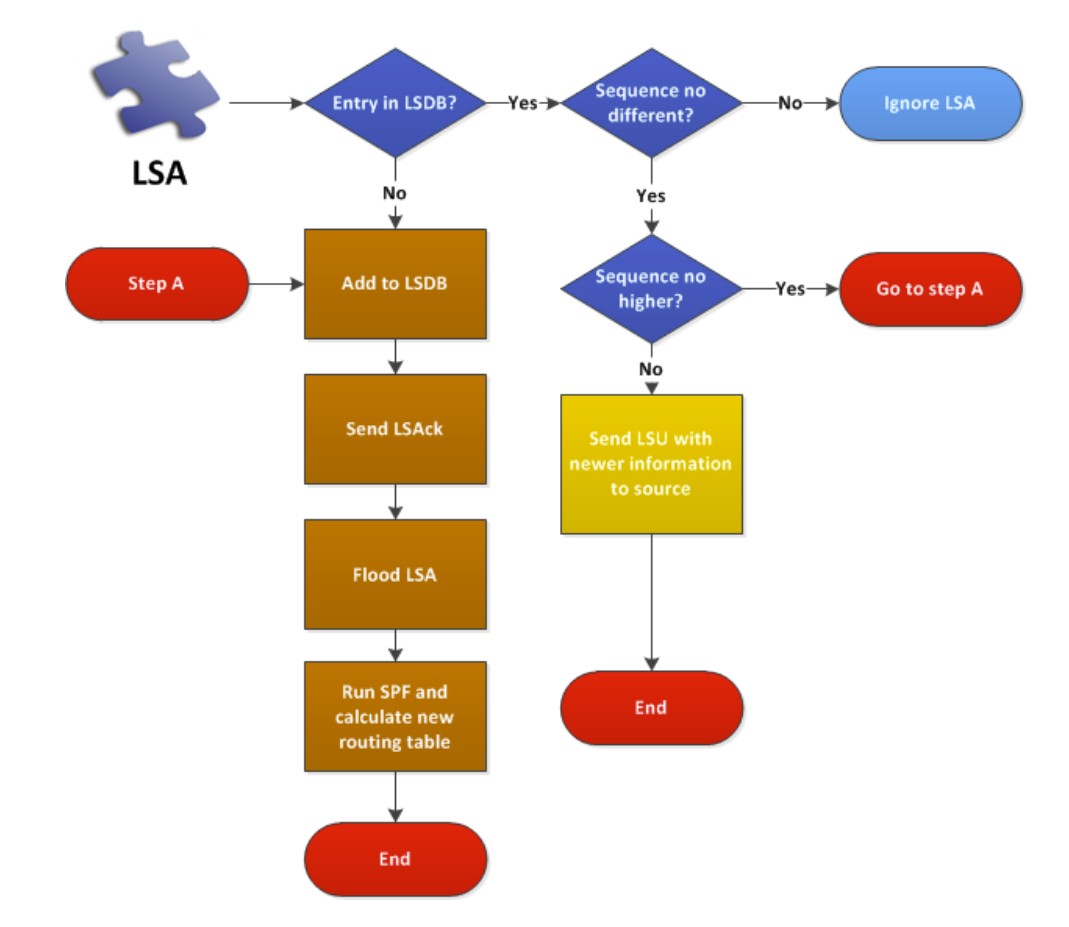 LSA
Entry in LSDB?
Yes
Sequence no
different?
No
Ignore LSA
No
Yes
Step A
Add to LSDB
Sequence no
higher?
Yes
Go to step A
No
Send LSAck
Send LSU with
newer information
to source
Flood LSA
Run SPF and
calculate new
routing table
End
End